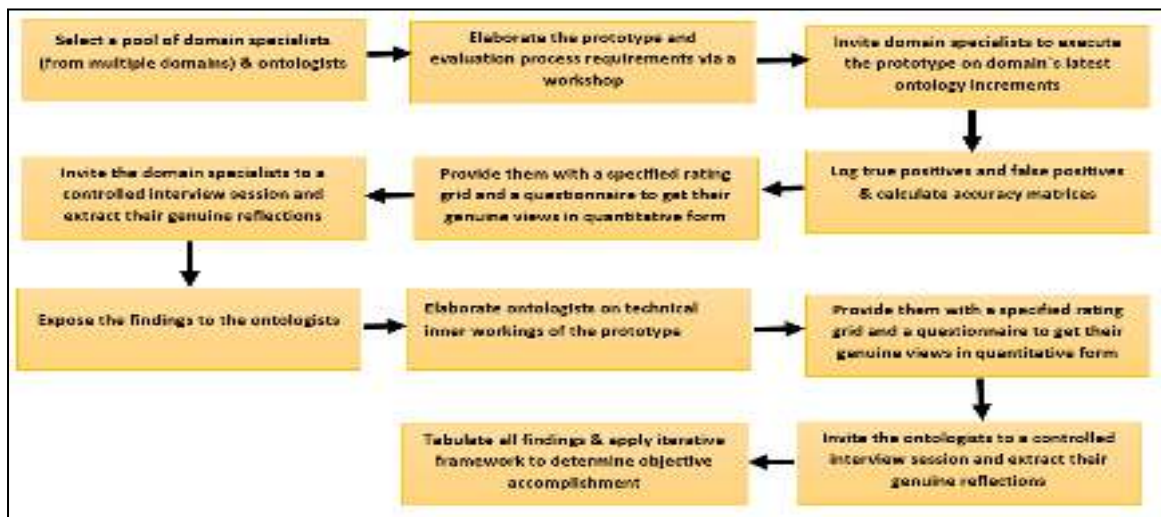 Select a pool of domain specialists
(from multiple domains) & ontologists
Elaborate the prototype and
evaluation process requirements via a
workshop
Invite domain specialists to execute
the prototype on domain`s latest
ontology increments
Log true positives and false positives
& calculate accuracy matrices
Provide them with a specified rating
grid and a questionnaire to get their
genuine views in quantitative form
Invite the domain specialists to a
controlled interview session and
extract their genuine reflections
Expose the findings to the ontologists
Elaborate ontologists on technical
inner workings of the prototype
Provide them with a specified rating
grid and a questionnaire to get their
genuine views in quantitative form
Invite the ontologists to a controlled
interview session and extract their
genuine reflections
Tabulate all findings & apply iterative
framework to determine objective
accomplishment